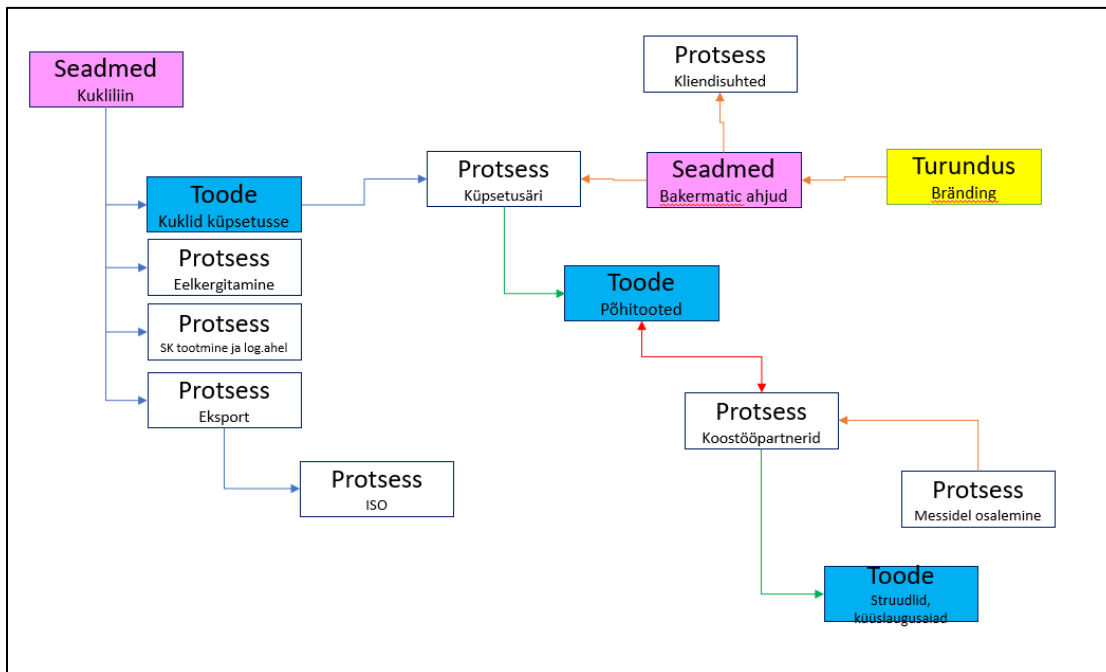 Seadmed
Kukliliin
Protsess
Kliendisuhted
Toode
Kuklid küpsetusse
Protsess
Küpsetusäri
Seadmed
Bakermatic ahjud
Turundus
Bränding
Protsess
Eelkergitamine
Toode
Põhitooted
Protsess
SK tootmine ja log.ahel
Protsess
Eksport
Protsess
Koostööpartnerid
Protsess
ISO
Protsess
Messidel osalemine
Toode
Struudlid,
küüslaugusaiad